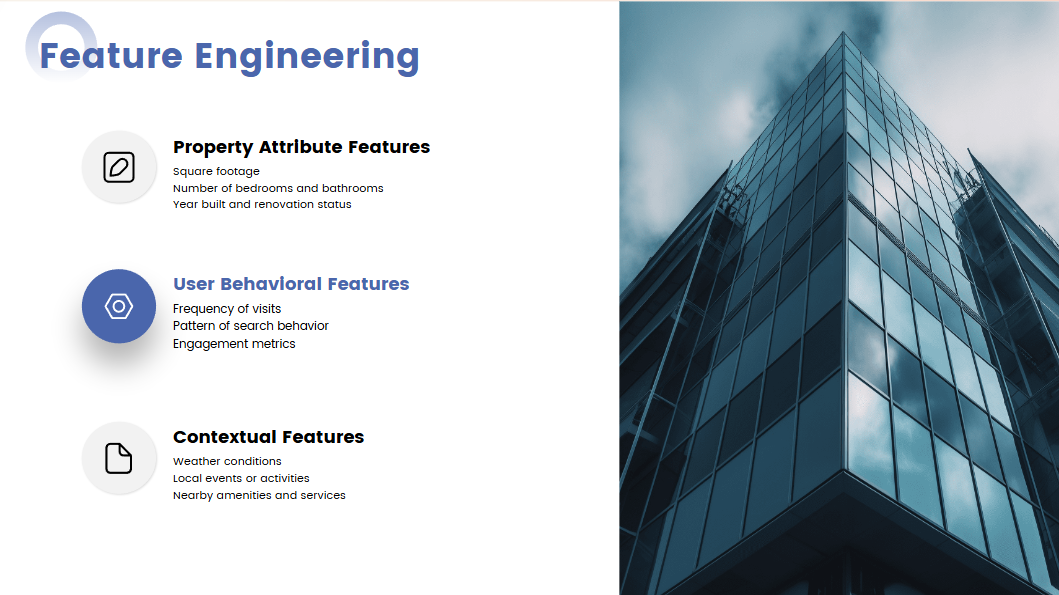 Feature Engineering
Property Attribute Features
Square footage
Number of bedrooms and bathrooms
Year built and renovation status
User Behavioral Features
Frequency of visits
Pattern of search behavior
Engagement metrics
Contextual Features
Weather conditions
Local events or activities
Nearby amenities and services